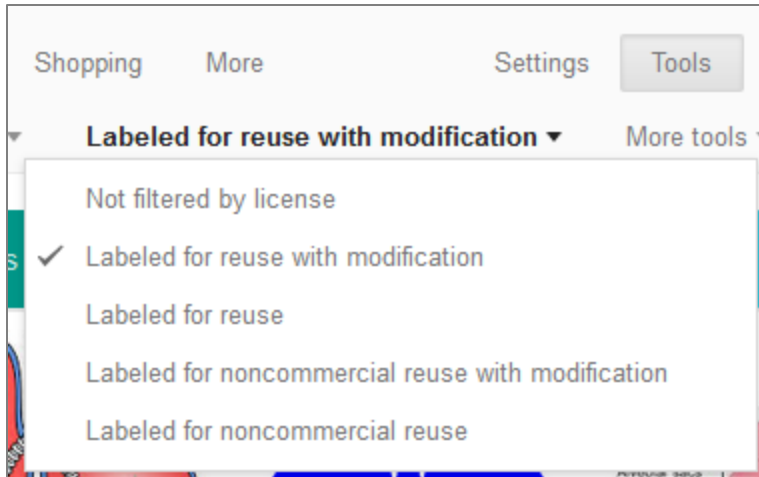 Shopping More Settings Tools
Labeled for reuse with modification More tools
Not filtered by license
Labeled for reuse with modification
Labeled for reuse
Labeled for noncommercial reuse with modification
Labeled for noncommercial reuse